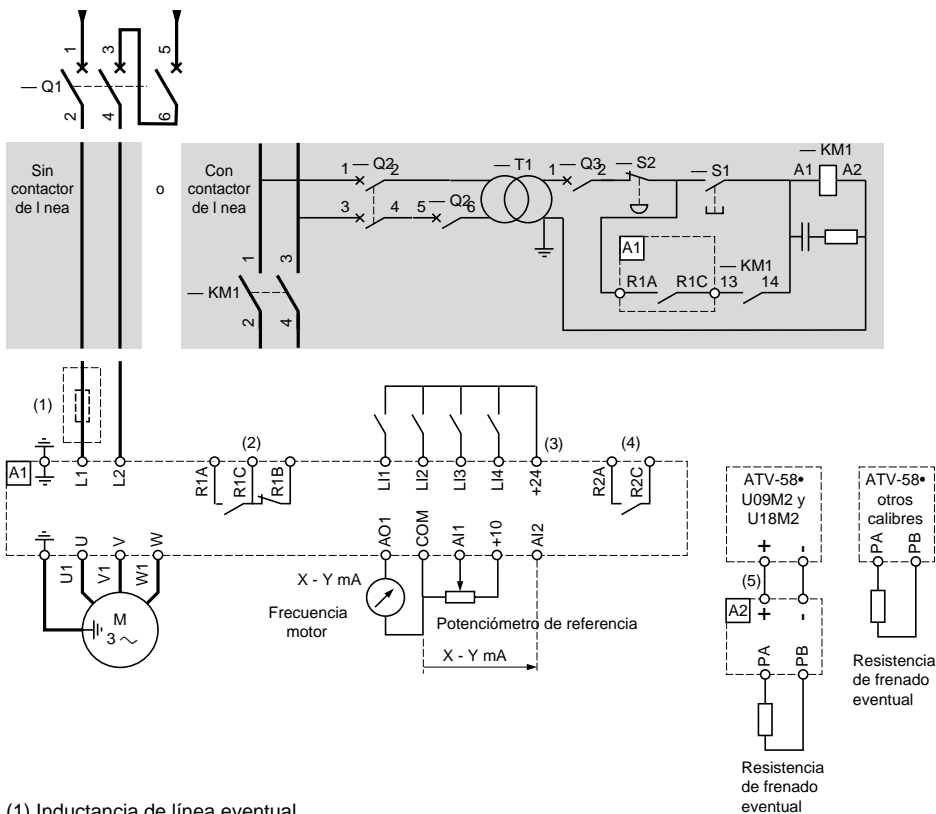 1 3 5
— Q1
2 4 6
Sin
contactor
de l nea
o
Con
contactor
de l nea
1 — Q2 2
— T1
1 — Q3 2
— S2
— S1
— KM1
A1 A2
3 4 5 — Q2 6
A1
— KM1
R1A R1C 13 14
1 3
— KM1
2 4
(1)
(2)
(3)
(4)
A1
L1 L2
R1A R1C R1B
LI1 LI2 LI3 LI4 +24
R2A R2C
U V W
AO1 COM AI1 +10 AI2
U1 V1 W1
M
3
X - Y mA
Frecuencia
motor
Potenciómetro de referencia
X - Y mA
ATV-58•
U09M2 y
U18M2
+ -
(5)
A2
+ -
PA PB
Resistencia
de frenado
eventual
ATV-58•
otros
calibres
PA PB
Resistencia
de frenado
eventual
(1) Inductancia de línea eventual